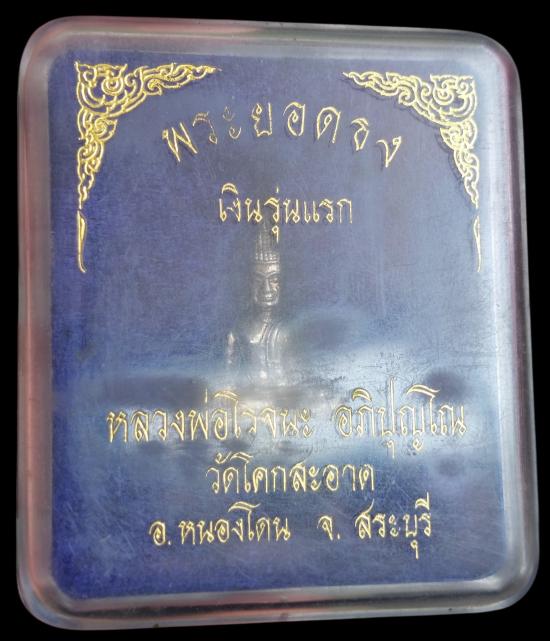 พระยอดธง
เงินรุ่นแรก
หลวงพ่อโรจนะ อภิปุญฺโณ
วัดโคกสะอาด
อ.หนองโดน จ. สระบุรี